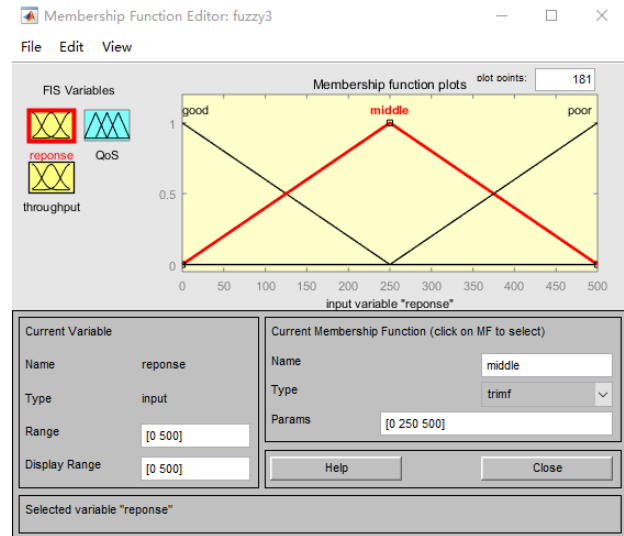 Membership Function Editor: fuzzy3
File Edit View
FIS Variables
reponse
QoS
throughput
Membership function plots
plot points:
181
good
middle
poor
1
0.5
0
0 50 100 150 200 250 300 350 400 450 500
input variable "reponse"
Current Variable
Name reponse
Type input
Range [0 500]
Display Range [0 500]
Current Membership Function (click on MF to select)
Name middle
Type trimf
Params [0 250 500]
Help
Close
Selected variable "reponse"